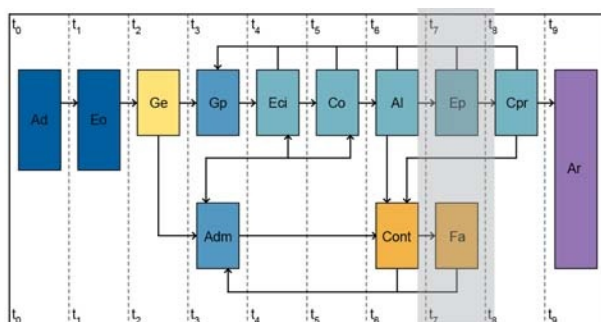 t0 t1 t2 t3 t4 t5 t6 t7 t8 t9
Ad Eo Ge Gp Eci Co Al Ep Cpr Ar
Adm Cont Fa
t0 t1 t2 t3 t4 t5 t6 t7 t8 t9